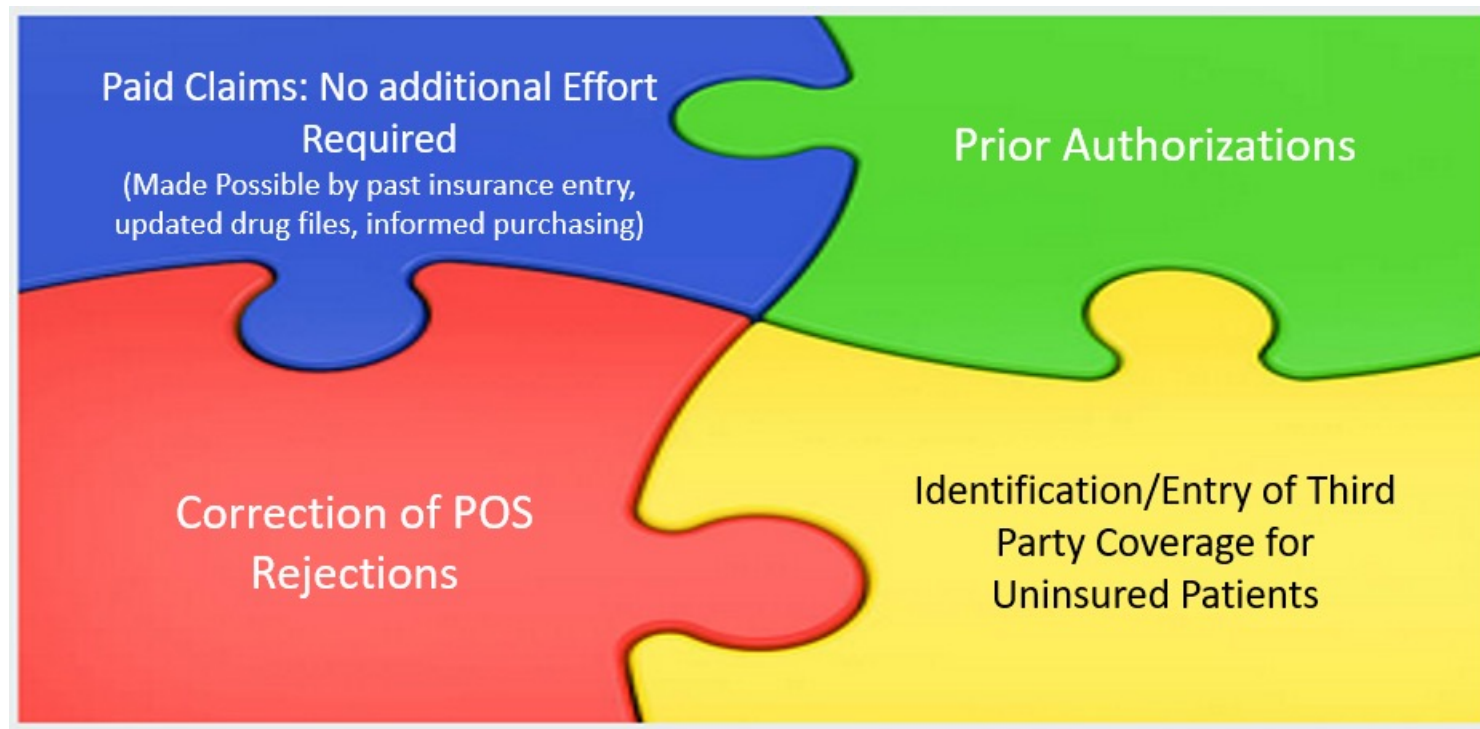 Paid Claims: No additional Effort
Required
(Made Possible by past insurance entry,
updated drug files, informed purchasing)
Prior Authorizations
Correction of POS
Rejections
Identification/Entry of Third
Party Coverage for
Uninsured Patients